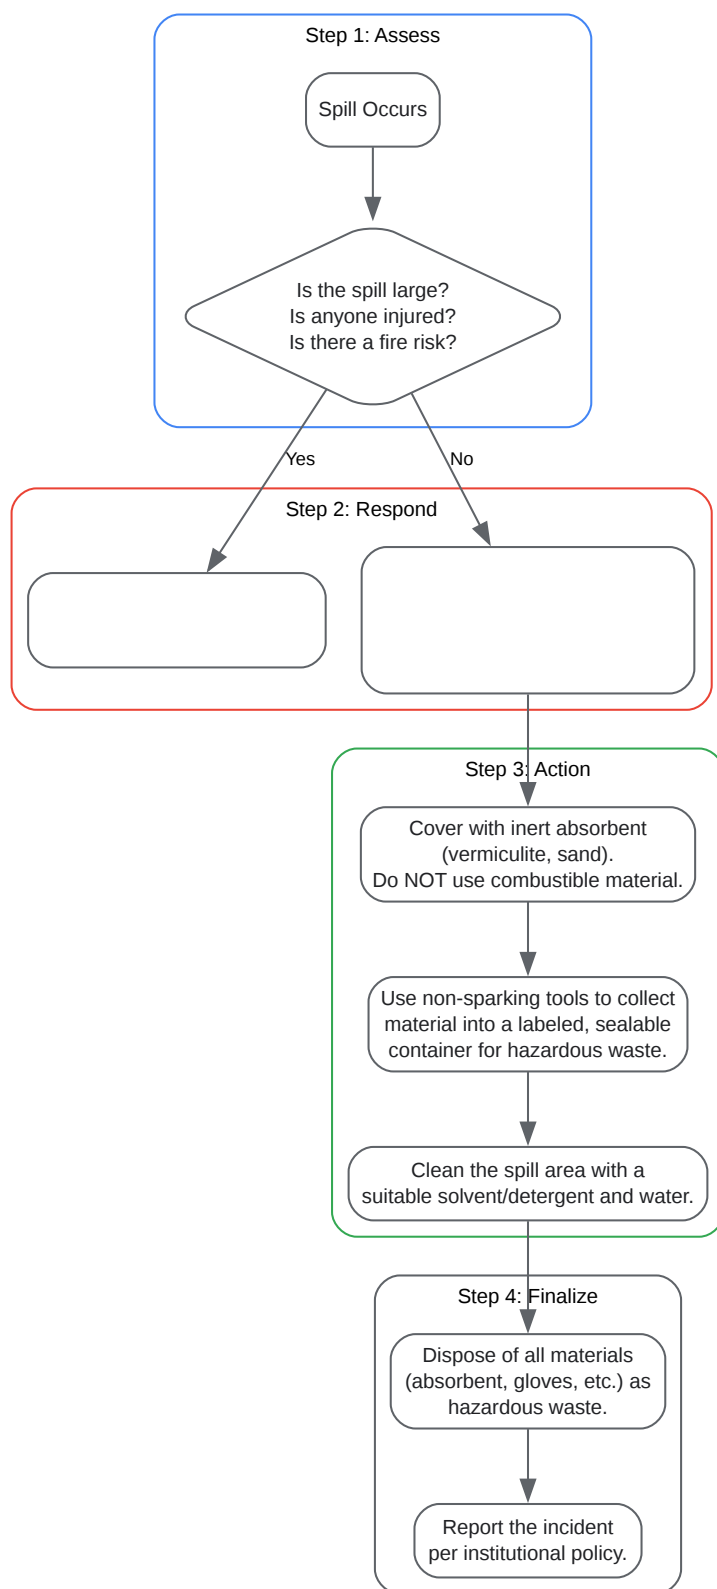 Step 1: Assess
Spill Occurs
Is the spill large?
Is anyone injured?
Is there a fire risk?
Yes
No
Step 2: Respond
Step 3: Action
Cover with inert absorbent
(vermiculite, sand).
Do NOT use combustible material.
Use non-sparking tools to collect
material into a labeled, sealable
container for hazardous waste.
Clean the spill area with a
suitable solvent/detergent and water.
Step 4: Finalize
Dispose of all materials
(absorbent, gloves, etc.) as
hazardous waste.
Report the incident
per institutional policy.